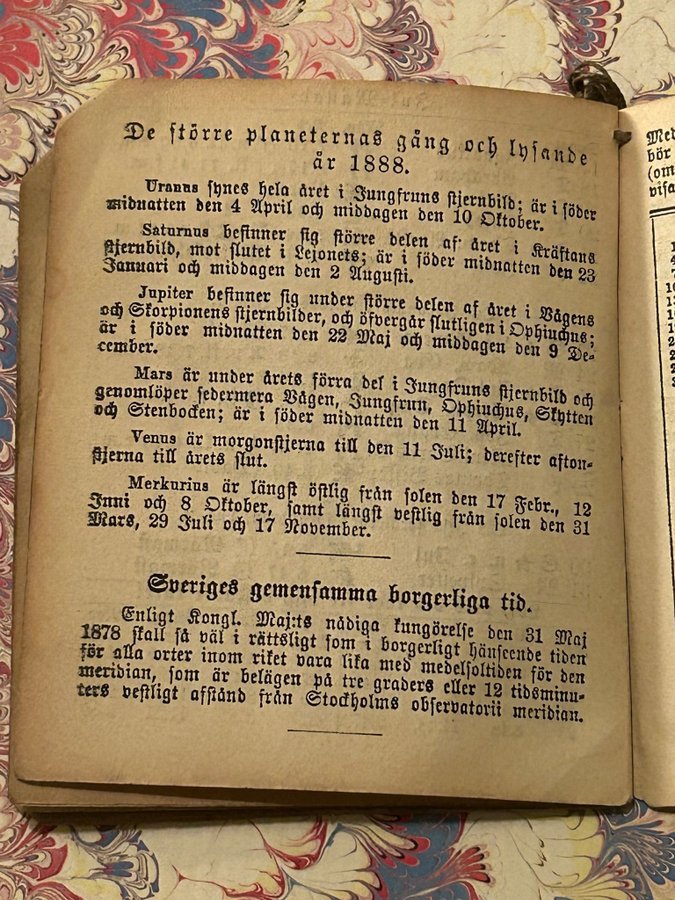 De större planeternas gång och lysande
år 1888.
Uranus synes hela året i Jungfruns stjernbild; är i söder
midnatten den 4 April och middagen den 10 Oktober.
Saturnus befinner sig större delen af året i Kräftans
stjernbild, mot slutet i Lejonets; är i söder midnatten den 23
Januari och middagen den 2 Augusti.
Jupiter befinner sig under större delen af året i Vågens
och Skorpionens stjernbilder, och öfvergår slutligen i Ophiuchus;
är i söder midnatten den 22 Maj och middagen den 9 De-
cember.
Mars är under årets förra del i Jungfruns stjernbild och
genomlöper sedermera Vågen, Jungfrun, Ophiuchus, Skytten
och Stenbocken; är i söder midnatten den 11 April.
Venus är morgonstjerna till den 11 Juli; derefter afton-
stjerna till årets slut.
Merkurius är längst östlig från solen den 17 Febr., 12
Juni och 8 Oktober, samt längst vestlig från solen den 31
Mars, 29 Juli och 17 November.
Sveriges gemensamma borgerliga tid.
Enligt Kongl. Maj:ts nådiga kungörelse den 31 Maj
1878 skall så väl i rättsligt som i borgerligt hänseende tiden
för alla orter inom riket vara lika med medelsoltiden för den
meridian, som är belägen på tre graders eller 12 tidsminu-
ters vestligt afstånd från Stockholms observatorii meridian.
Med
bör
(om
visa